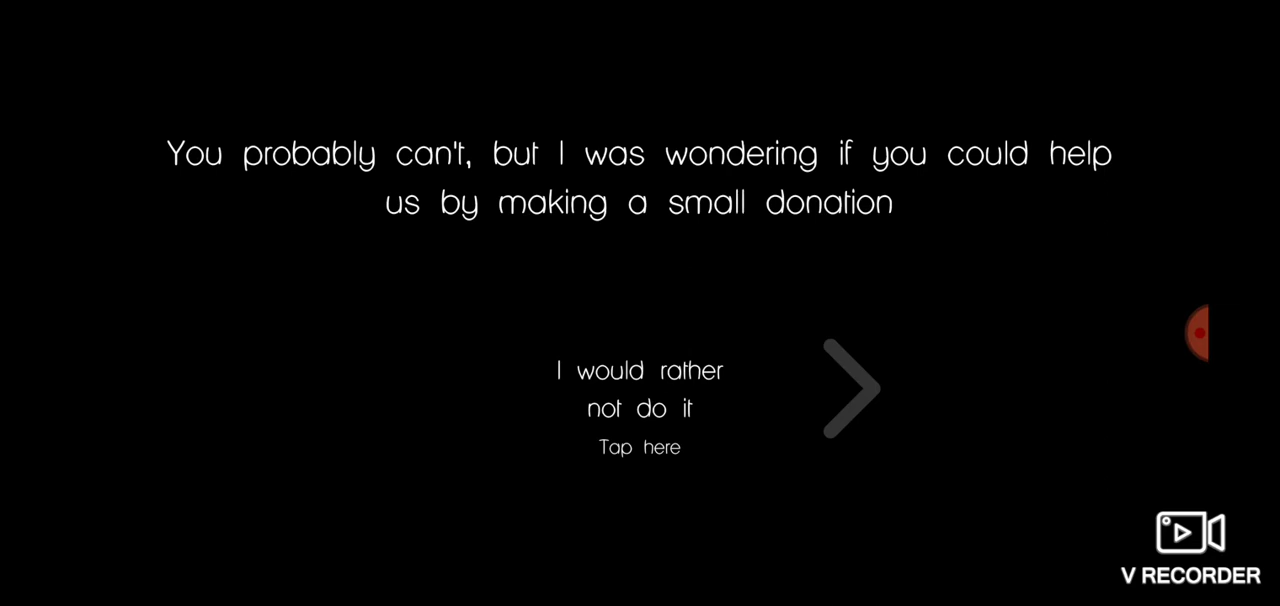 You probably can't, but I was wondering if you could help
us by making a small donation
I would rather
not do it
Tap here
V RECORDER